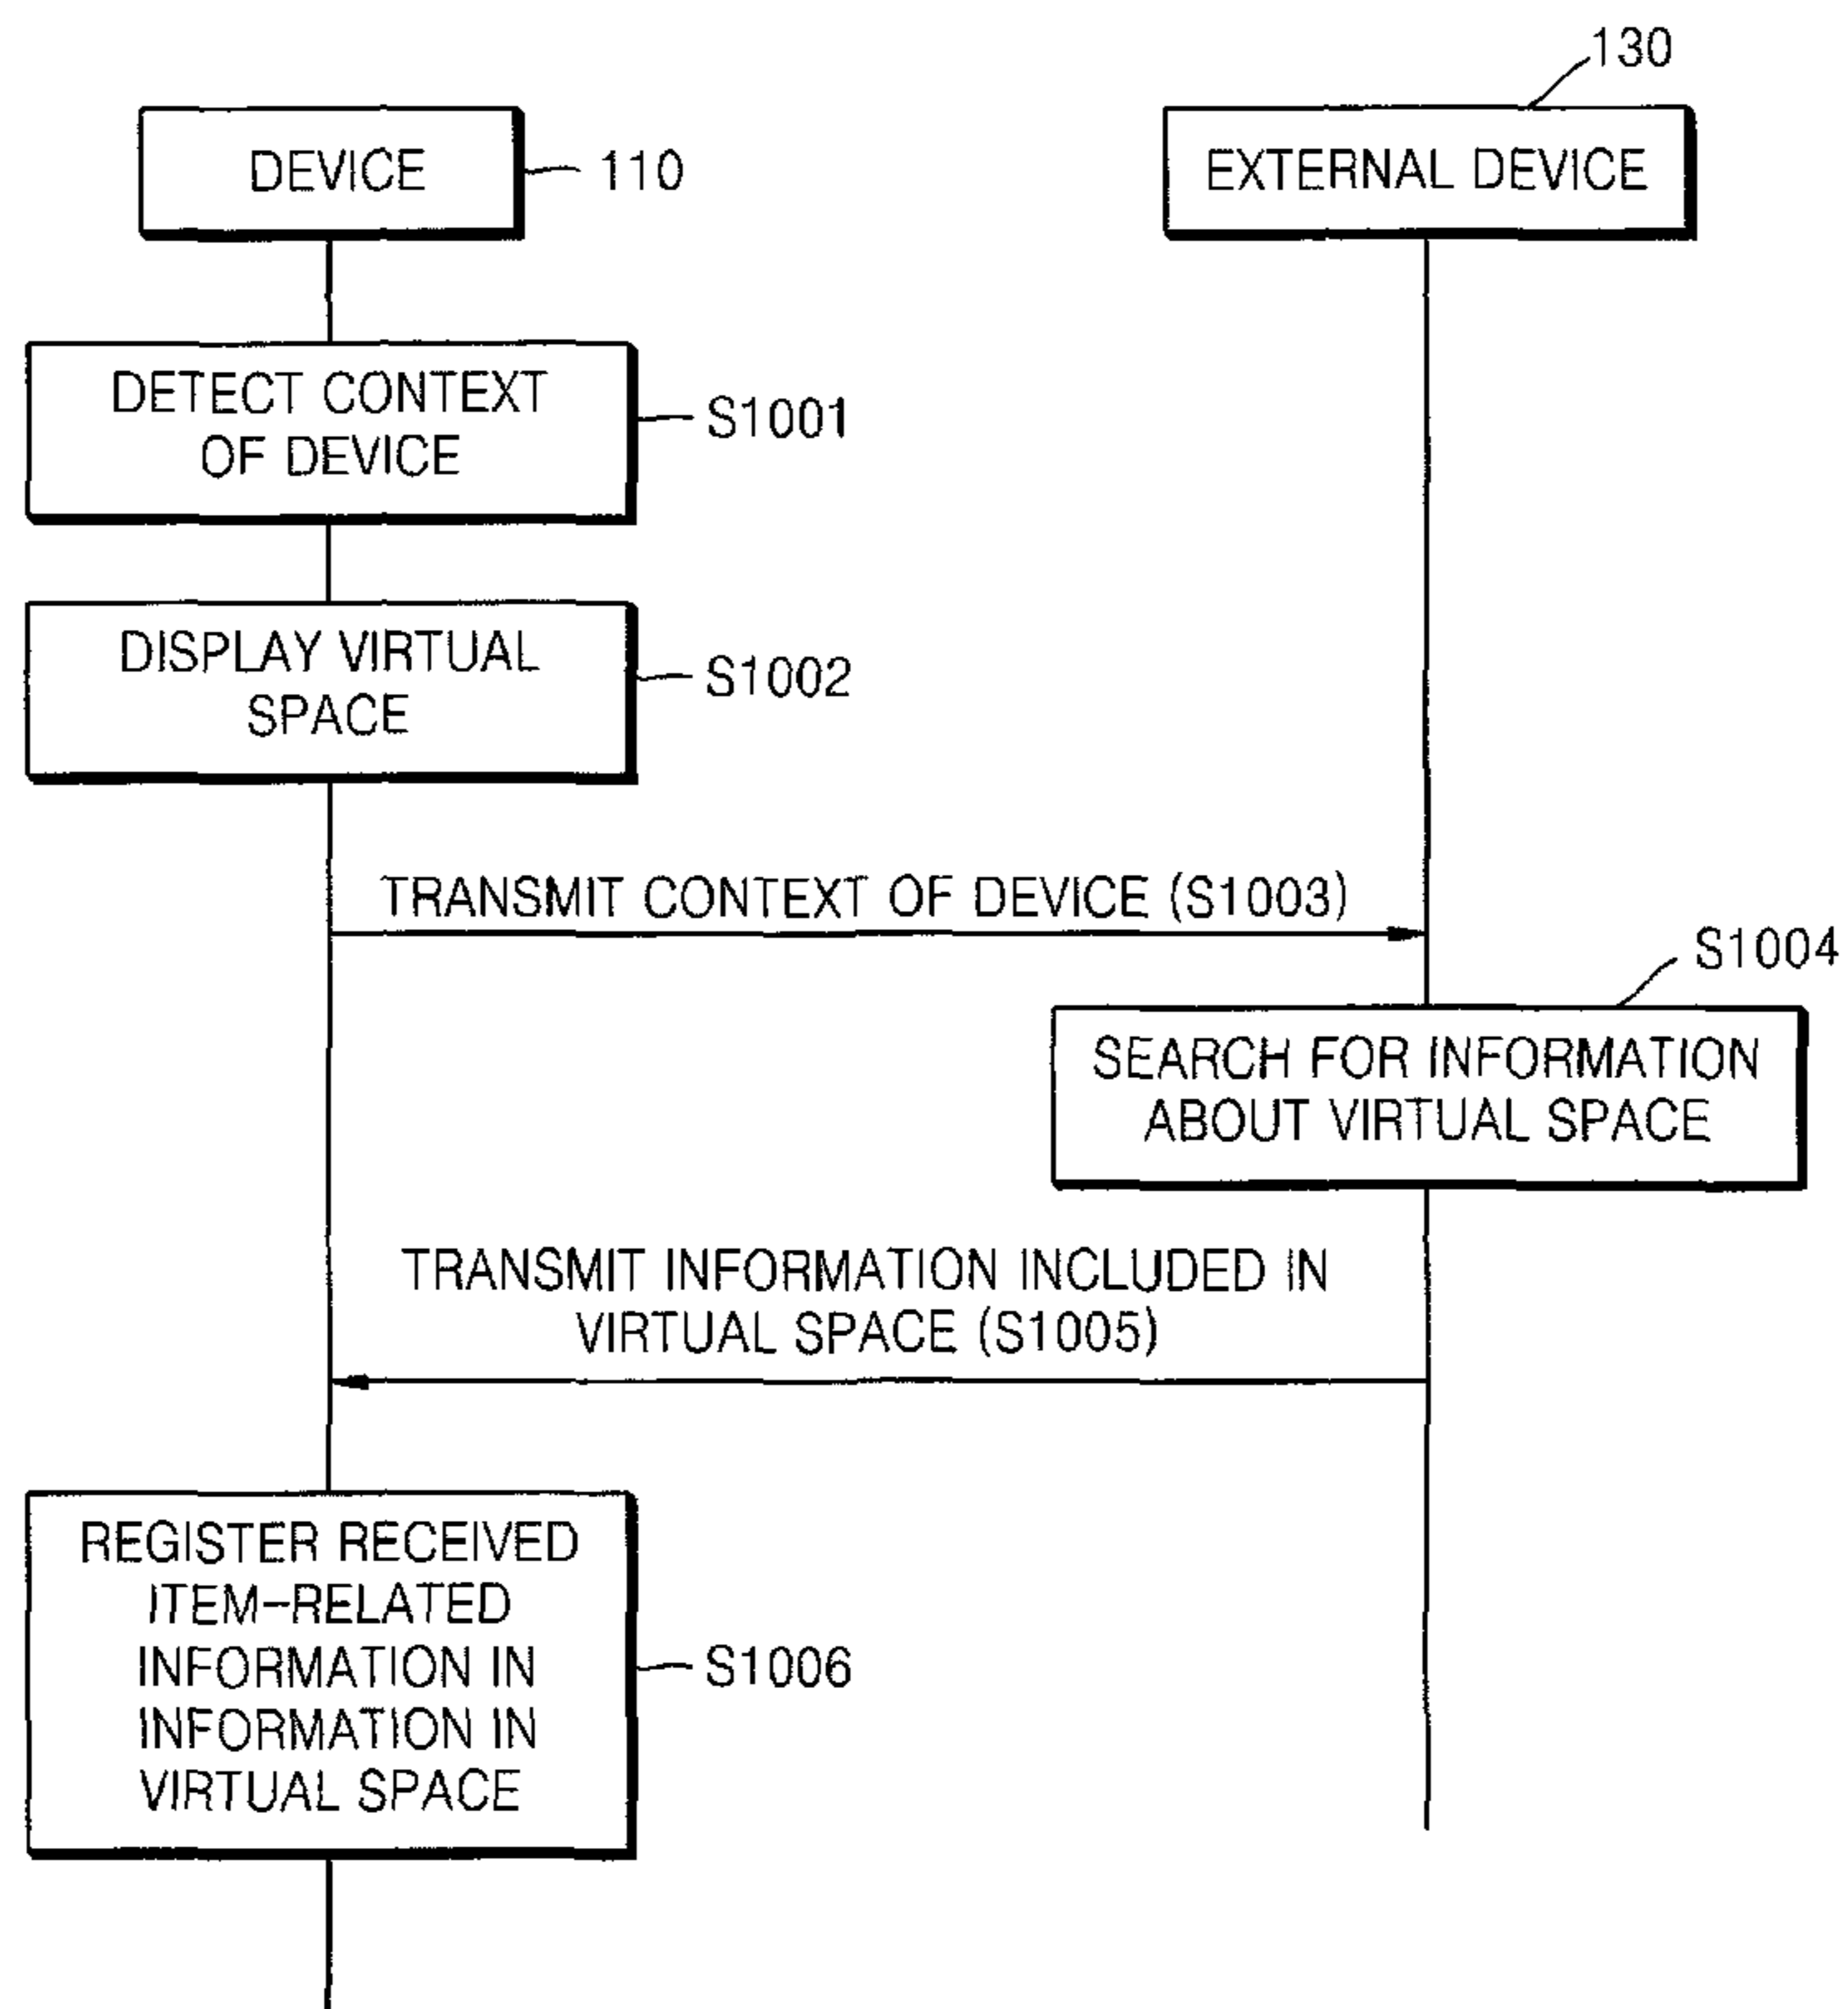 130
DEVICE
110
EXTERNAL DEVICE
DETECT CONTEXT
OF DEVICE
S1001
DISPLAY VIRTUAL
SPACE
S1002
TRANSMIT CONTEXT OF DEVICE (S1003)
S1004
SEARCH FOR INFORMATION
ABOUT VIRTUAL SPACE
TRANSMIT INFORMATION INCLUDED IN
VIRTUAL SPACE (S1005)
REGISTER RECEIVED
ITEM-RELATED
INFORMATION IN
INFORMATION IN
VIRTUAL SPACE
S1006